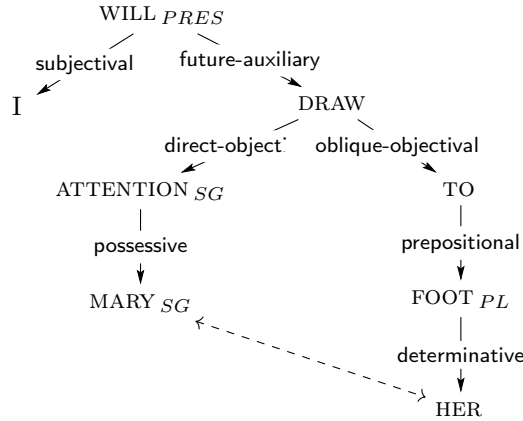 WILL PRES
subjectival future-auxiliary
I
DRAW
direct-object oblique-objectival
ATTENTION SG TO
possessive prepositional
MARY SG FOOT PL
determinative
HER